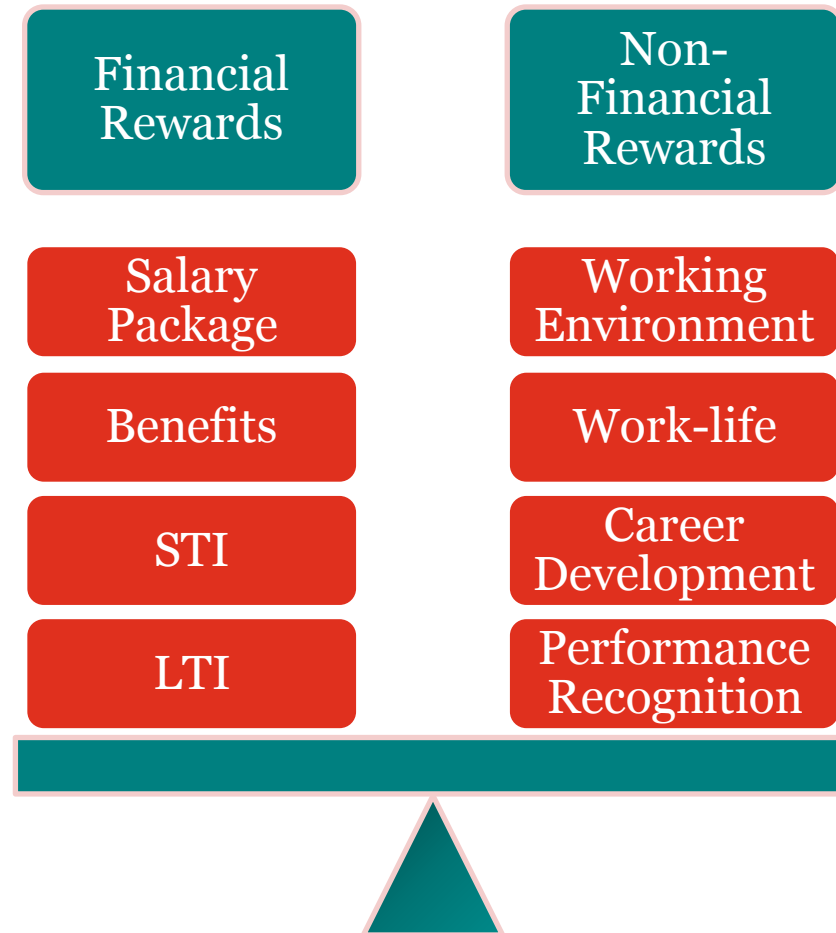 Financial
Rewards
Non-
Financial
Rewards
Salary
Package
Working
Environment
Benefits
Work-life
STI
Career
Development
LTI
Performance
Recognition